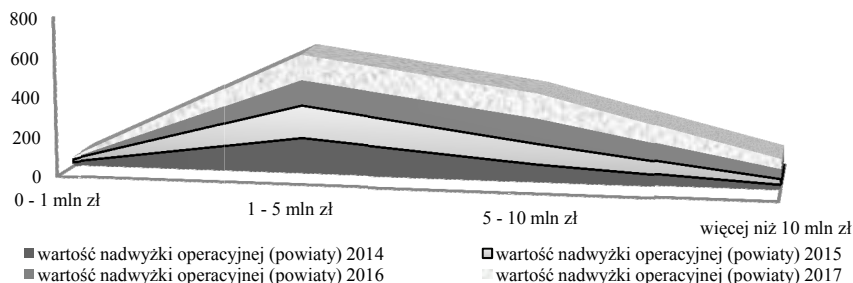 800
600
400
200
0
0 - 1 mln zł
1 - 5 mln zł
5 - 10 mln zł
więcej niż 10 mln zł
wartość nadwyżki operacyjnej (powiaty) 2014
wartość nadwyżki operacyjnej (powiaty) 2015
wartość nadwyżki operacyjnej (powiaty) 2016
wartość nadwyżki operacyjnej (powiaty) 2017